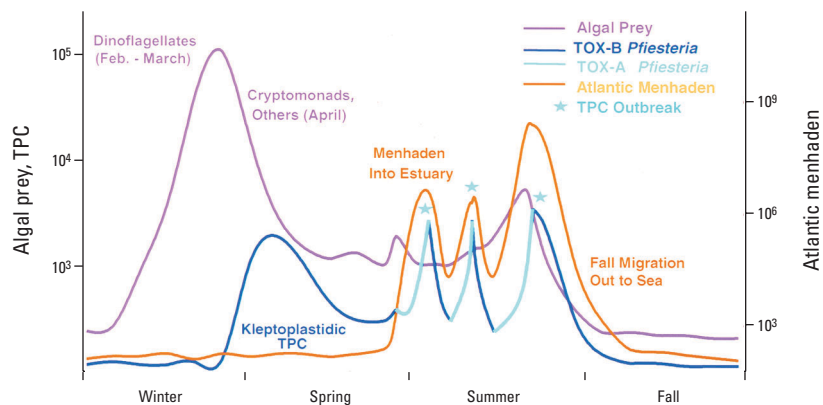 Dinoflagellates
(Feb. - March)
Cryptomonads,
Others (April)
Algal Prey
TOX-B Pfiesteria
TOX-A Pfiesteria
Atlantic Menhaden
TPC Outbreak
Menhaden
Into Estuary
Kleptoplastidic
TPC
Fall Migration
Out to Sea
Algal prey, TPC
10⁵
10⁴
10³
Atlantic menhaden
10⁹
10⁶
10³
Winter
Spring
Summer
Fall